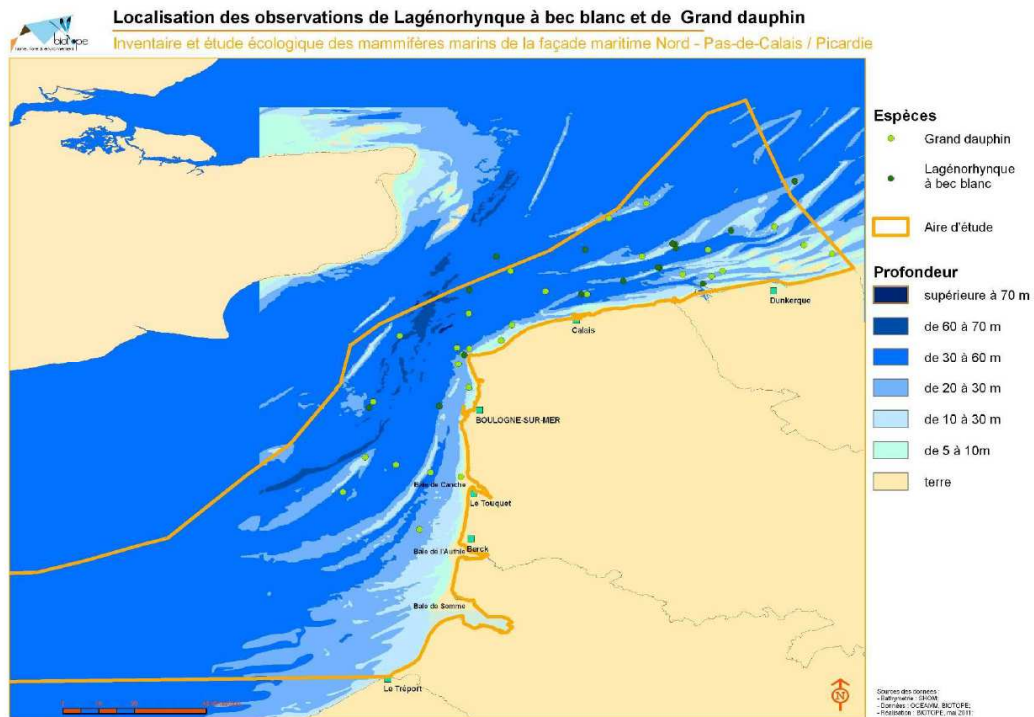 biotope
Localisation des observations de Lagénorhynque à bec blanc et de Grand dauphin
Inventaire et étude écologique des mammifères marins de la façade maritime Nord - Pas-de-Calais / Picardie
Espèces
Grand dauphin
Lagénorhynque
à bec blanc
Aire d'étude
Profondeur
supérieure à 70 m
de 60 à 70 m
de 30 à 60 m
de 20 à 30 m
de 10 à 30 m
de 5 à 10m
terre
Dunkerque
Calais
BOULOGNE-SUR-MER
Baie de Canche
Le Touquet
Berck
Baie de l'Authie
Baie de Somme
Le Tréport
N
Sources des données :
- Bathymétrie : SHOM;
- Données : OCEAMM, BIOTOPE;
- Réalisation : BIOTOPE, mai 2011;